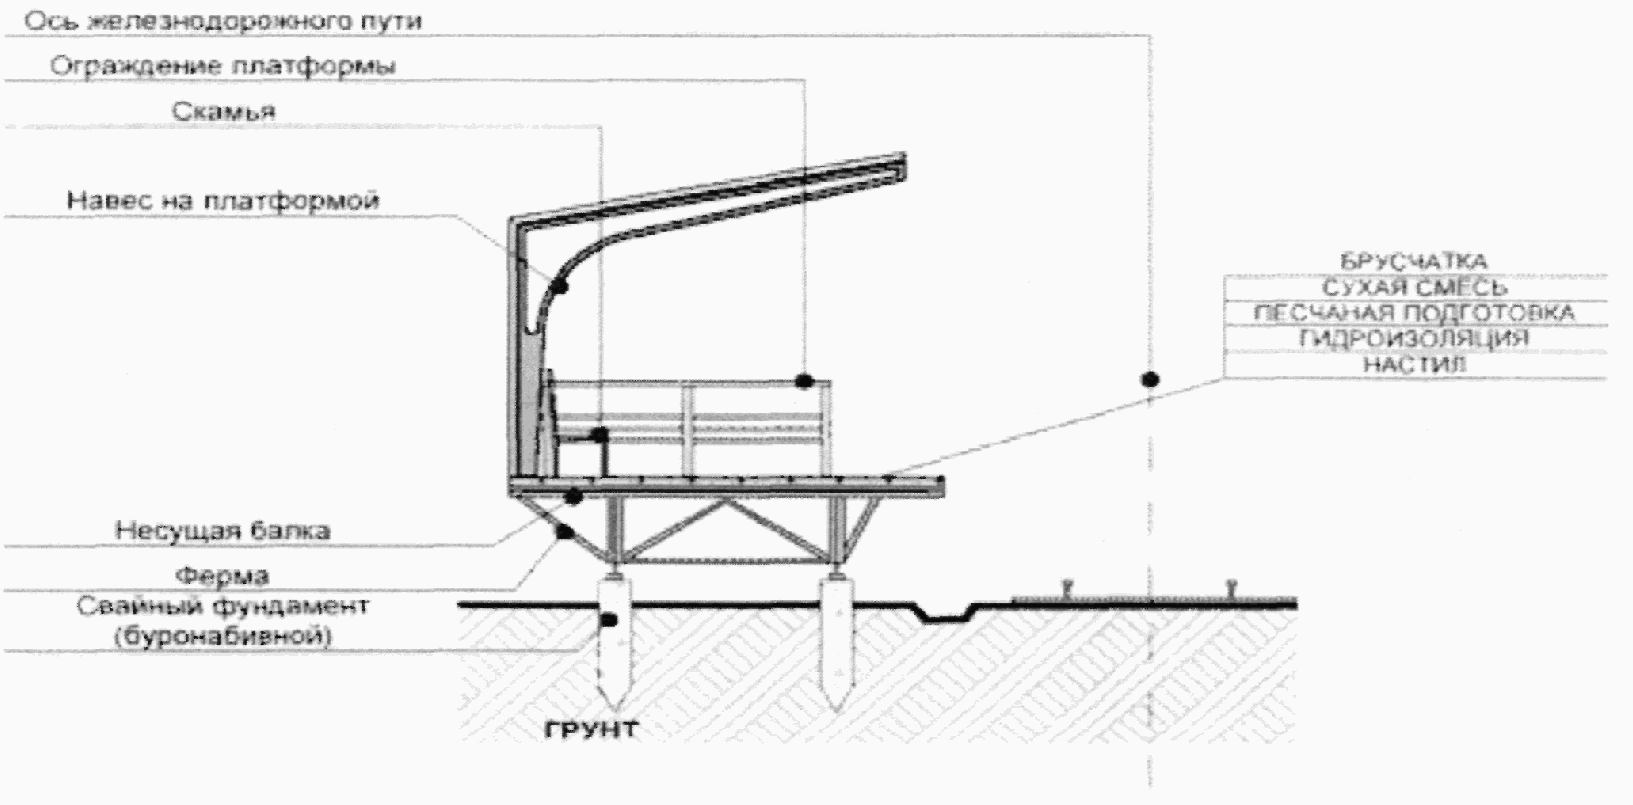 Ось железнодорожного пути
Ограждение платформы
Скамья
Навес на платформой
БРУСЧАТКА
СУХАЯ СМЕСЬ
ПЕСЧАНАЯ ПОДГОТОВКА
ГИДРОИЗОЛЯЦИЯ
НАСТИЛ
Несущая балка
Ферма
Свайный фундамент
(буронабивной)
ГРУНТ